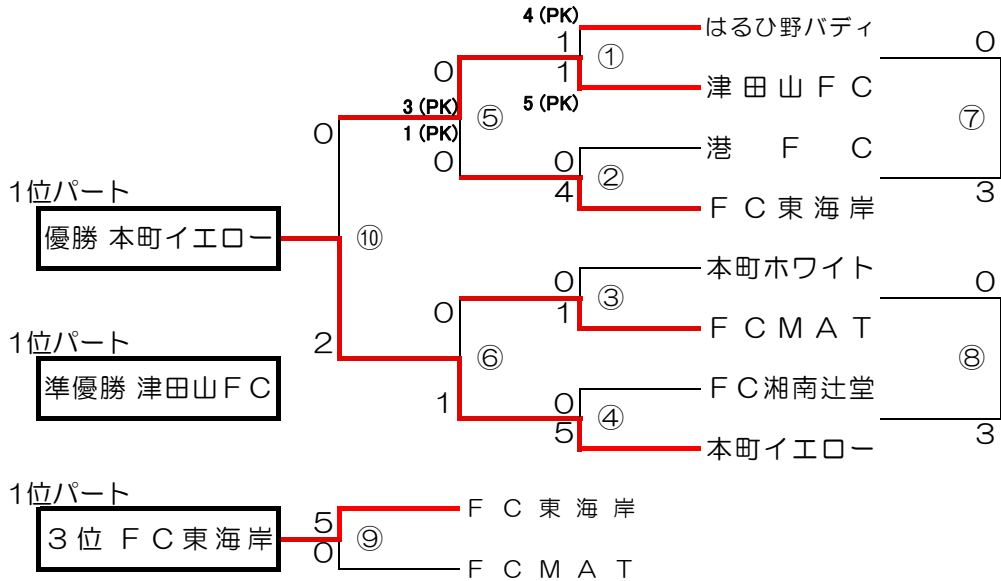 4 (PK)
はるひ野バディ
0
1
①
0
1
津田山FC
3 (PK)
5 (PK)
⑤
⑦
1 (PK)
0
港FC
0
0
②
4
3
1位パート
FC東海岸
優勝 本町イエロー
⑩
本町ホワイト
0
0
③
0
1
FCMAT
1位パート
2
⑥
⑧
準優勝 津田山FC
FC湘南辻堂
1
0
④
5
3
本町イエロー
1位パート
5
FC東海岸
3位 FC東海岸
⑨
0
FCMAT